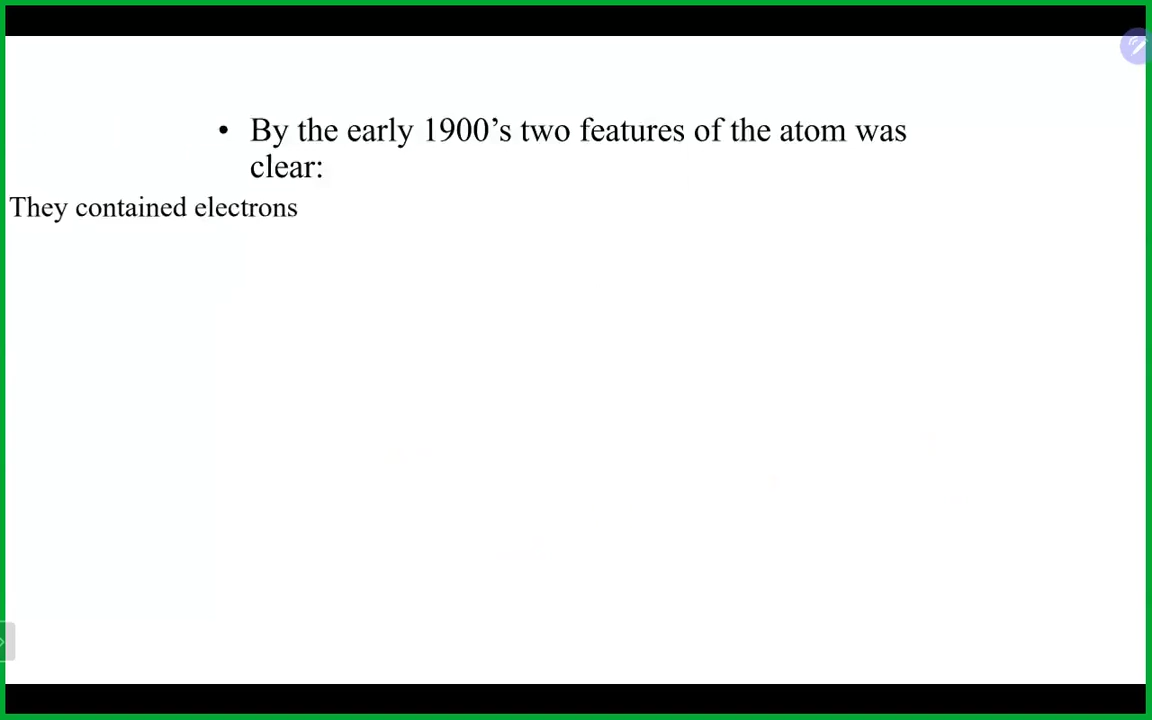 • By the early 1900’s two features of the atom was
clear:
They contained electrons